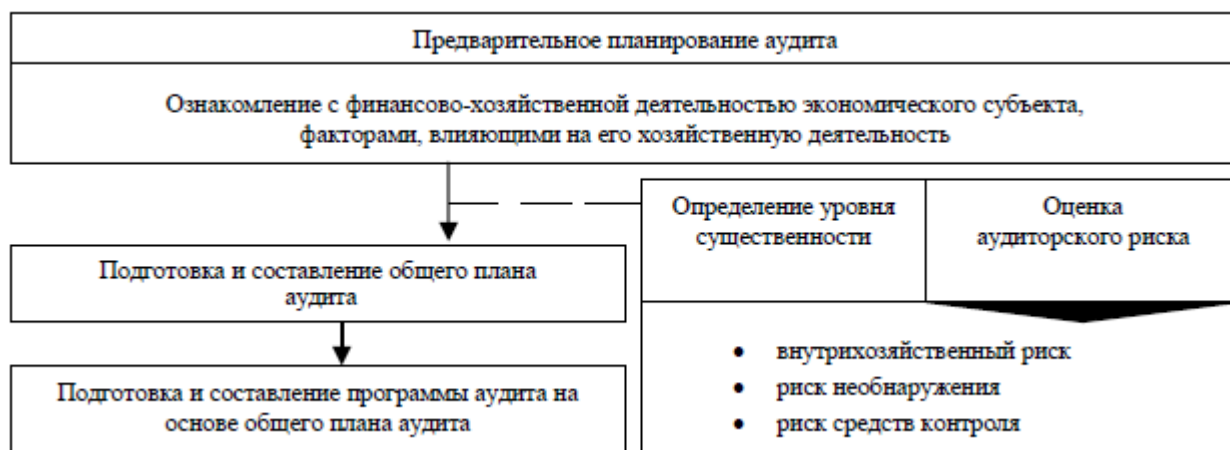 Предварительное планирование аудита
Ознакомление с финансово-хозяйственной деятельностью экономического субъекта,
факторами, влияющими на его хозяйственную деятельность
Определение уровня
существенности
Оценка
аудиторского риска
Подготовка и составление общего плана
аудита
Подготовка и составление программы аудита на
основе общего плана аудита
• внутрихозяйственный риск
• риск необнаружения
• риск средств контроля